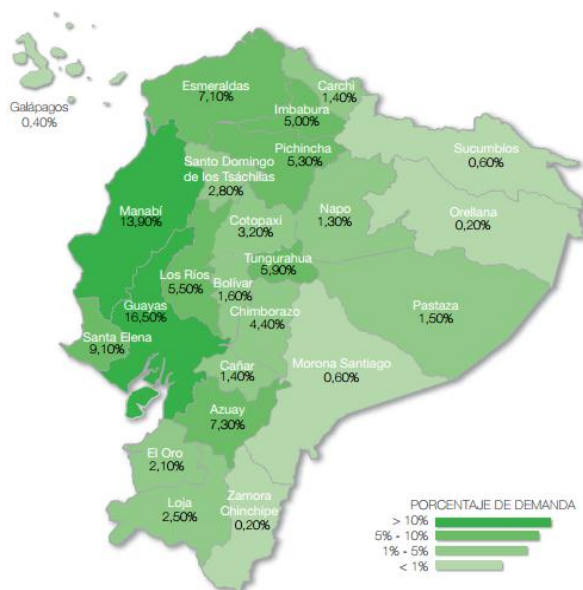 Galápagos
0,40%
Esmeraldas
7,10%
Carchi
1,40%
Imbabura
5,00%
Pichincha
5,30%
Sucumbíos
0,60%
Santo Domingo
de los Tsáchilas
2,80%
Manabí
13,90%
Cotopaxi
3,20%
Napo
1,30%
Orellana
0,20%
Tungurahua
5,90%
Los Ríos
5,50%
Bolívar
1,60%
Guayas
16,50%
Chimborazo
4,40%
Pastaza
1,50%
Santa Elena
9,10%
Cañar
1,40%
Morona Santiago
0,60%
Azuay
7,30%
El Oro
2,10%
Loja
2,50%
Zamora
Chinchipe
0,20%
PORCENTAJE DE DEMANDA
> 10%
5% - 10%
1% - 5%
< 1%